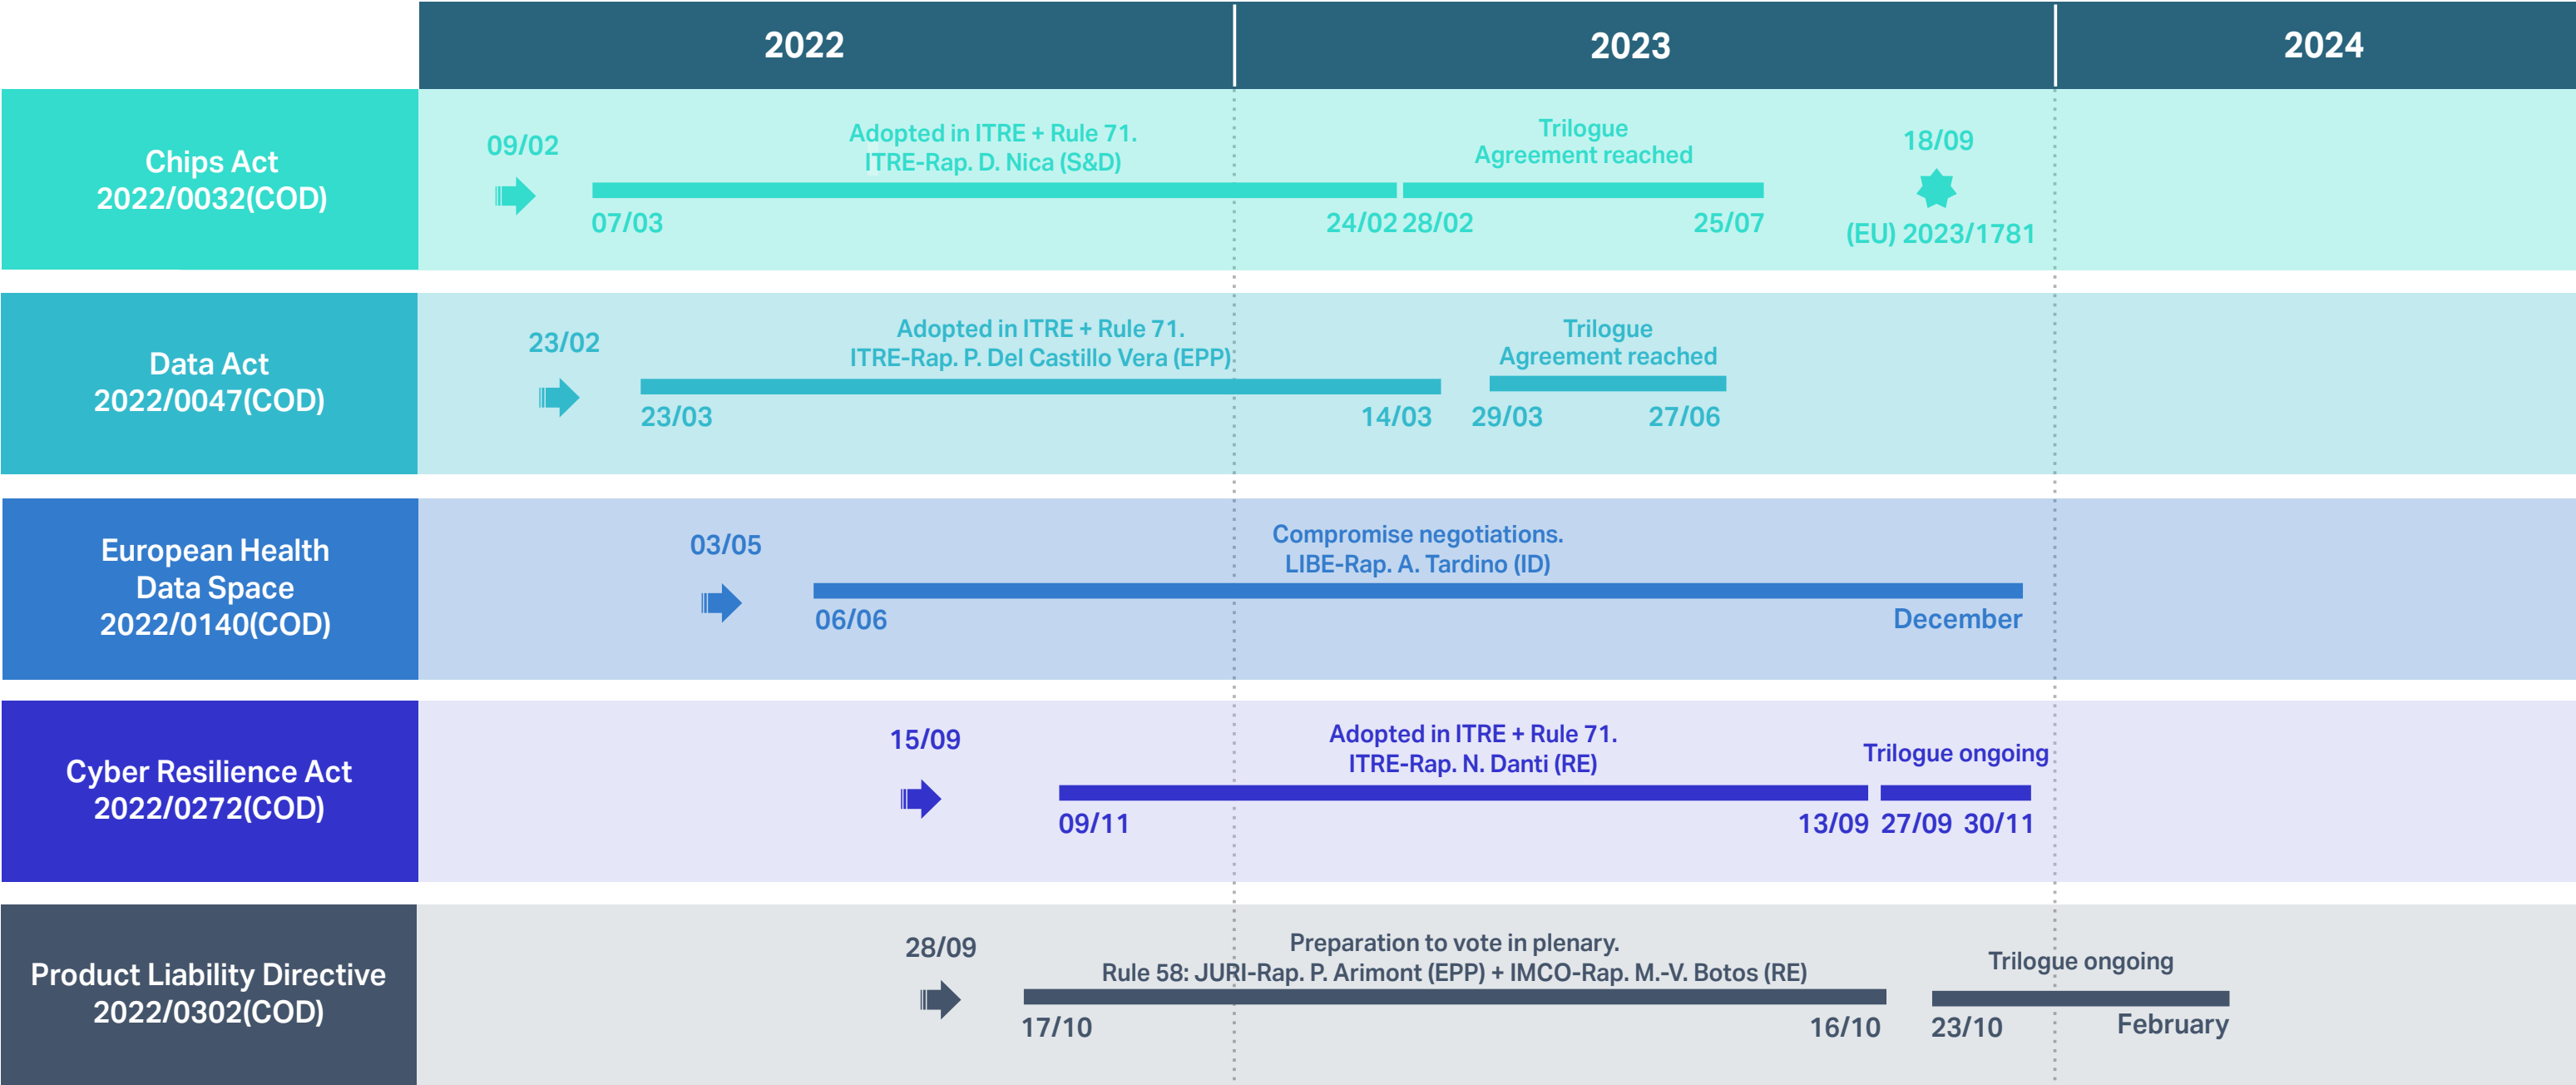 2022
2023
2024
Chips Act
2022/0032(COD)
09/02
Adopted in ITRE + Rule 71.
ITRE-Rap. D. Nica (S&D)
07/03
24/02
Trilogue
Agreement reached
28/02
25/07
18/09
(EU) 2023/1781
Data Act
2022/0047(COD)
23/02
Adopted in ITRE + Rule 71.
ITRE-Rap. P. Del Castillo Vera (EPP)
23/03
14/03
Trilogue
Agreement reached
29/03
27/06
European Health
Data Space
2022/0140(COD)
03/05
Compromise negotiations.
LIBE-Rap. A. Tardino (ID)
06/06
December
Cyber Resilience Act
2022/0272(COD)
15/09
Adopted in ITRE + Rule 71.
ITRE-Rap. N. Danti (RE)
09/11
13/09
Trilogue ongoing
27/09
30/11
Product Liability Directive
2022/0302(COD)
28/09
Preparation to vote in plenary.
Rule 58: JURI-Rap. P. Arimont (EPP) + IMCO-Rap. M.-V. Botos (RE)
17/10
16/10
Trilogue ongoing
23/10
February